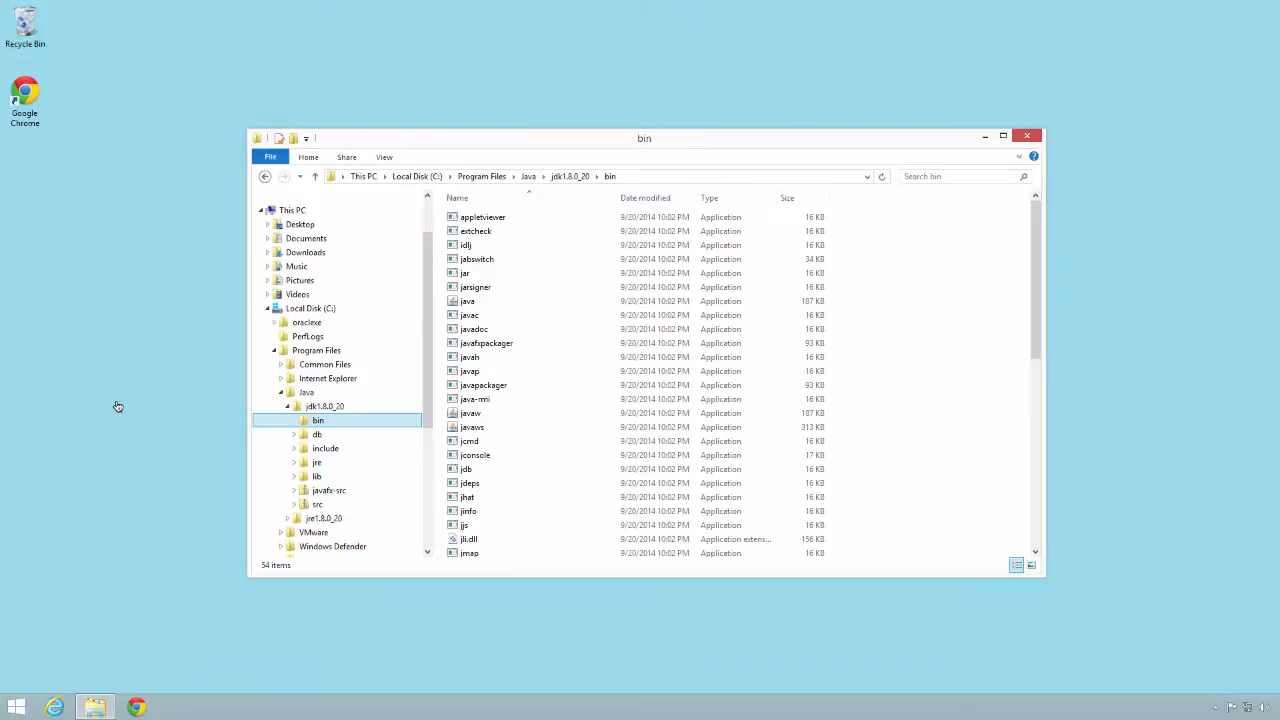 Recycle Bin
Google
Chrome
bin
File Home Share View
This PC Local Disk (C:) Program Files Java jdk1.8.0_20 bin
Search bin
This PC
Desktop
Documents
Downloads
Music
Pictures
Videos
Local Disk (C:)
oraclexe
PerfLogs
Program Files
Common Files
Internet Explorer
Java
jdk1.8.0_20
bin
db
include
jre
lib
javafx-src
src
jre1.8.0_20
VMware
Windows Defender
Name Date modified Type Size
appletviewer 9/20/2014 10:02 PM Application 16 KB
extcheck 9/20/2014 10:02 PM Application 16 KB
idlj 9/20/2014 10:02 PM Application 16 KB
jabswitch 9/20/2014 10:02 PM Application 34 KB
jar 9/20/2014 10:02 PM Application 16 KB
jarsigner 9/20/2014 10:02 PM Application 16 KB
java 9/20/2014 10:02 PM Application 187 KB
javac 9/20/2014 10:02 PM Application 16 KB
javadoc 9/20/2014 10:02 PM Application 16 KB
javafxpackager 9/20/2014 10:02 PM Application 93 KB
javah 9/20/2014 10:02 PM Application 16 KB
javap 9/20/2014 10:02 PM Application 16 KB
javapackager 9/20/2014 10:02 PM Application 93 KB
java-rmi 9/20/2014 10:02 PM Application 16 KB
javaw 9/20/2014 10:02 PM Application 187 KB
javaws 9/20/2014 10:02 PM Application 313 KB
jcmd 9/20/2014 10:02 PM Application 16 KB
jconsole 9/20/2014 10:02 PM Application 17 KB
jdb 9/20/2014 10:02 PM Application 16 KB
jdeps 9/20/2014 10:02 PM Application 16 KB
jhat 9/20/2014 10:02 PM Application 16 KB
jinfo 9/20/2014 10:02 PM Application 16 KB
jjs 9/20/2014 10:02 PM Application 16 KB
jli.dll 9/20/2014 10:02 PM Application extens... 156 KB
jmap 9/20/2014 10:02 PM Application 16 KB
54 items